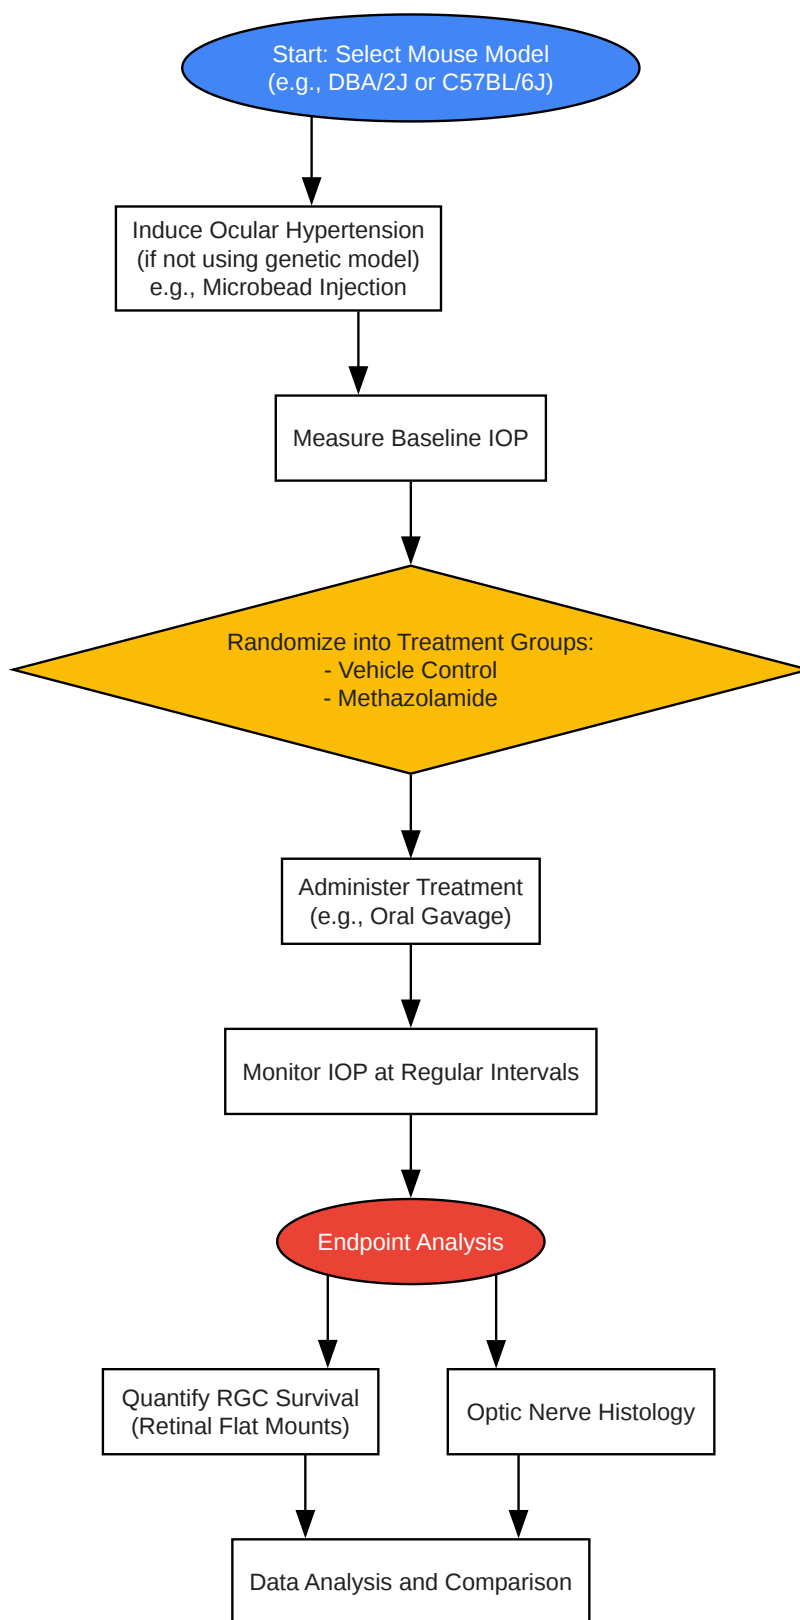 Start: Select Mouse Model
(e.g., DBA/2J or C57BL/6J)
Induce Ocular Hypertension
(if not using genetic model)
e.g., Microbead Injection
Measure Baseline IOP
Randomize into Treatment Groups:
- Vehicle Control
- Methazolamide
Administer Treatment
(e.g., Oral Gavage)
Monitor IOP at Regular Intervals
Endpoint Analysis
Quantify RGC Survival
(Retinal Flat Mounts)
Optic Nerve Histology
Data Analysis and Comparison